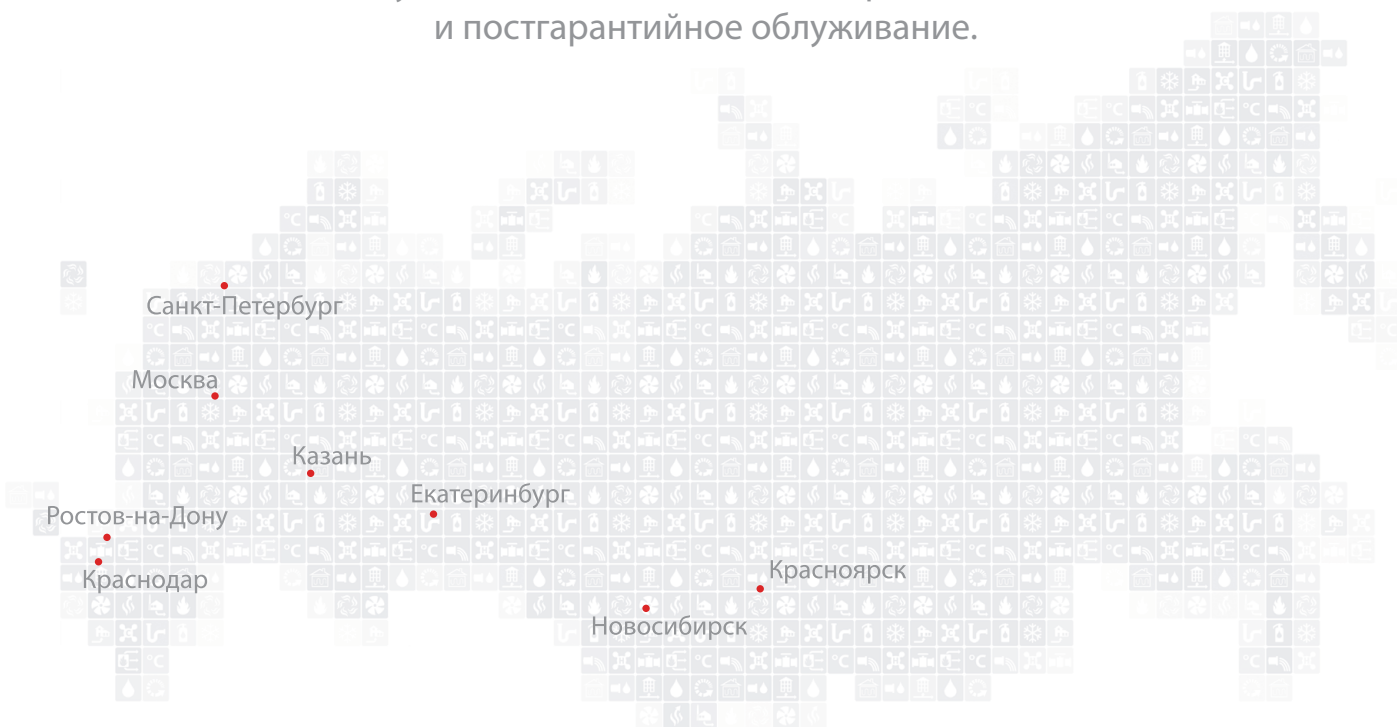 и постгарантийное облуживание.
Санкт-Петербург
Москва
Казань
Екатеринбург
Ростов-на-Дону
Краснодар
Красноярск
Новосибирск